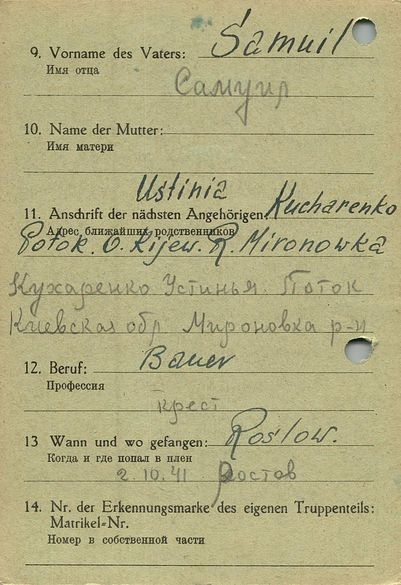 9. Vorname des Vaters: Samuil
Имя отца
Самуил
10. Name der Mutter:
Имя матери
Ustinia Kucharenko
11. Anschrift der nächsten Angehörigen:
Адрес ближайших родственников
Potok. O. Kijew. R. Mironowka
Кухаренко Устинья. Поток
Киевская обр Мироновка р-н
12. Beruf: Bauer
Профессия
крест
13 Wann und wo gefangen: Roslow.
Когда и где попал в плен
2.10.41 Ростов
14. Nr. der Erkennungsmarke des eigenen Truppenteils:
Matrikel-Nr.
Номер в собственной части